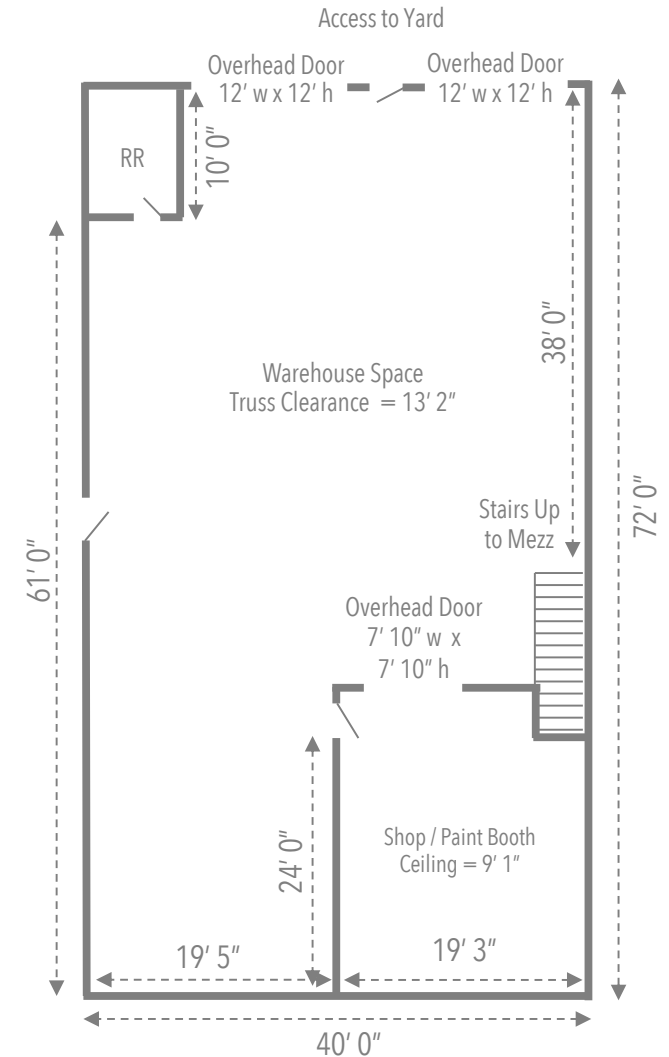 Access to Yard
Overhead Door
12’ w x 12’ h
Overhead Door
12’ w x 12’ h
RR
10’ 0”
38’ 0”
Warehouse Space
Truss Clearance = 13’ 2”
72’ 0”
Stairs Up
to Mezz
61’ 0”
Overhead Door
7’ 10” w x
7’ 10” h
24’ 0”
Shop / Paint Booth
Ceiling = 9’ 1”
19’ 5”
19’ 3”
40’ 0”